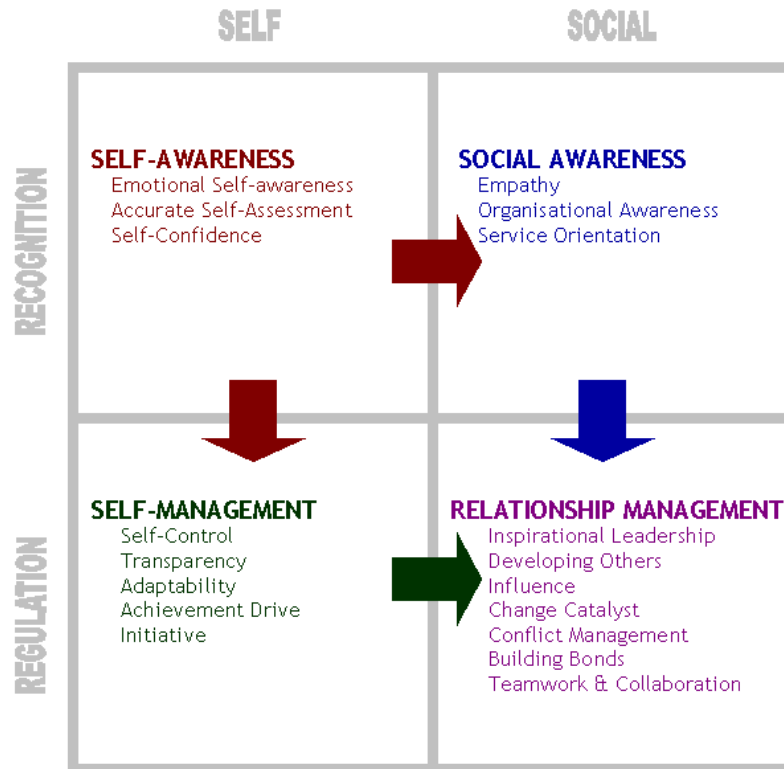 SELF
SOCIAL
RECOGNITION
SELF-AWARENESS
Emotional Self-awareness
Accurate Self-Assessment
Self-Confidence
SOCIAL AWARENESS
Empathy
Organisational Awareness
Service Orientation
REGULATION
SELF-MANAGEMENT
Self-Control
Transparency
Adaptability
Achievement Drive
Initiative
RELATIONSHIP MANAGEMENT
Inspirational Leadership
Developing Others
Influence
Change Catalyst
Conflict Management
Building Bonds
Teamwork & Collaboration